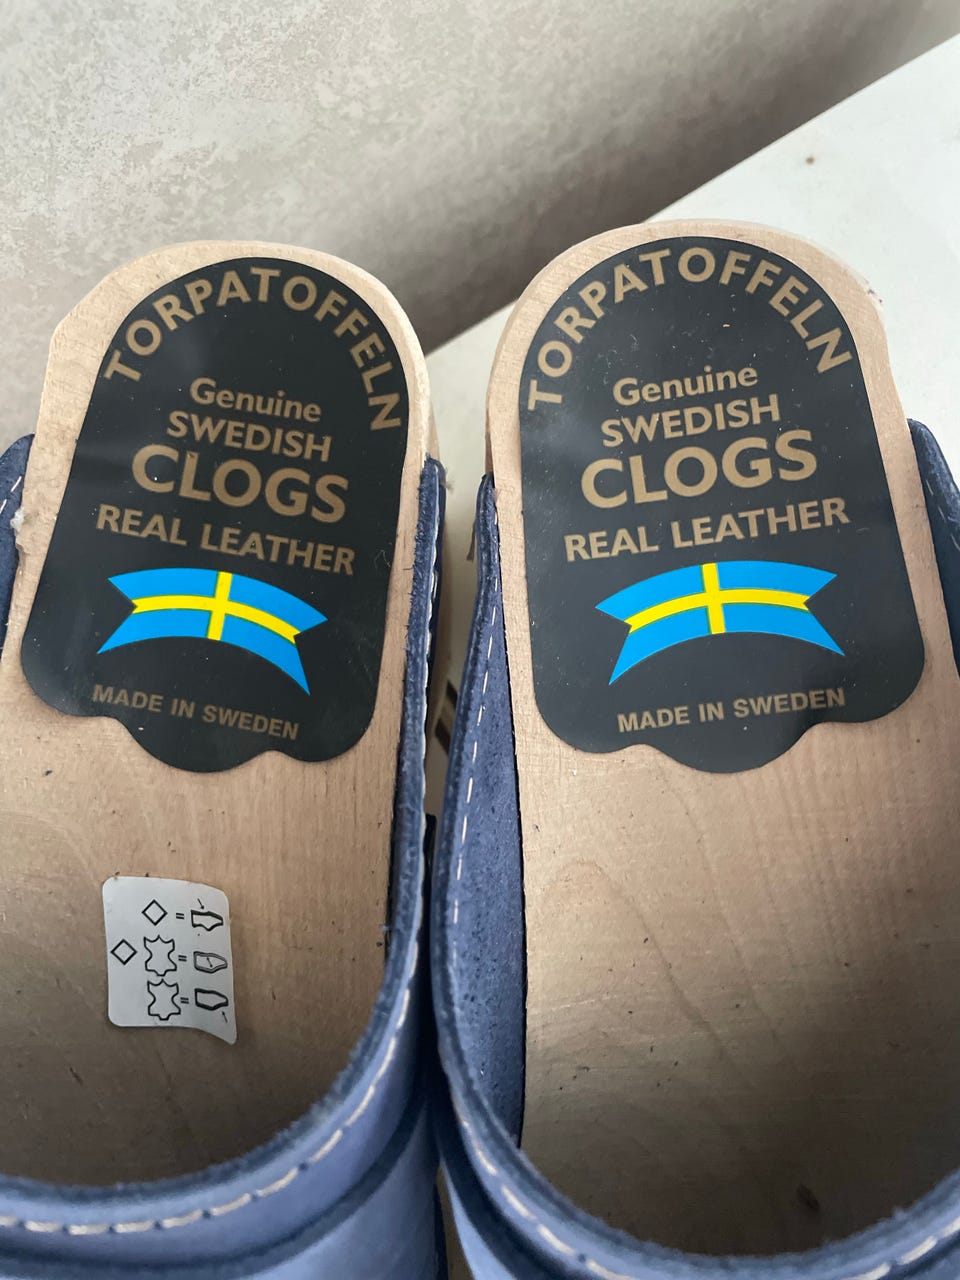 TORPATOFFELN
Genuine
SWEDISH
CLOGS
REAL LEATHER
MADE IN SWEDEN
TORPATOFFELN
Genuine
SWEDISH
CLOGS
REAL LEATHER
MADE IN SWEDEN